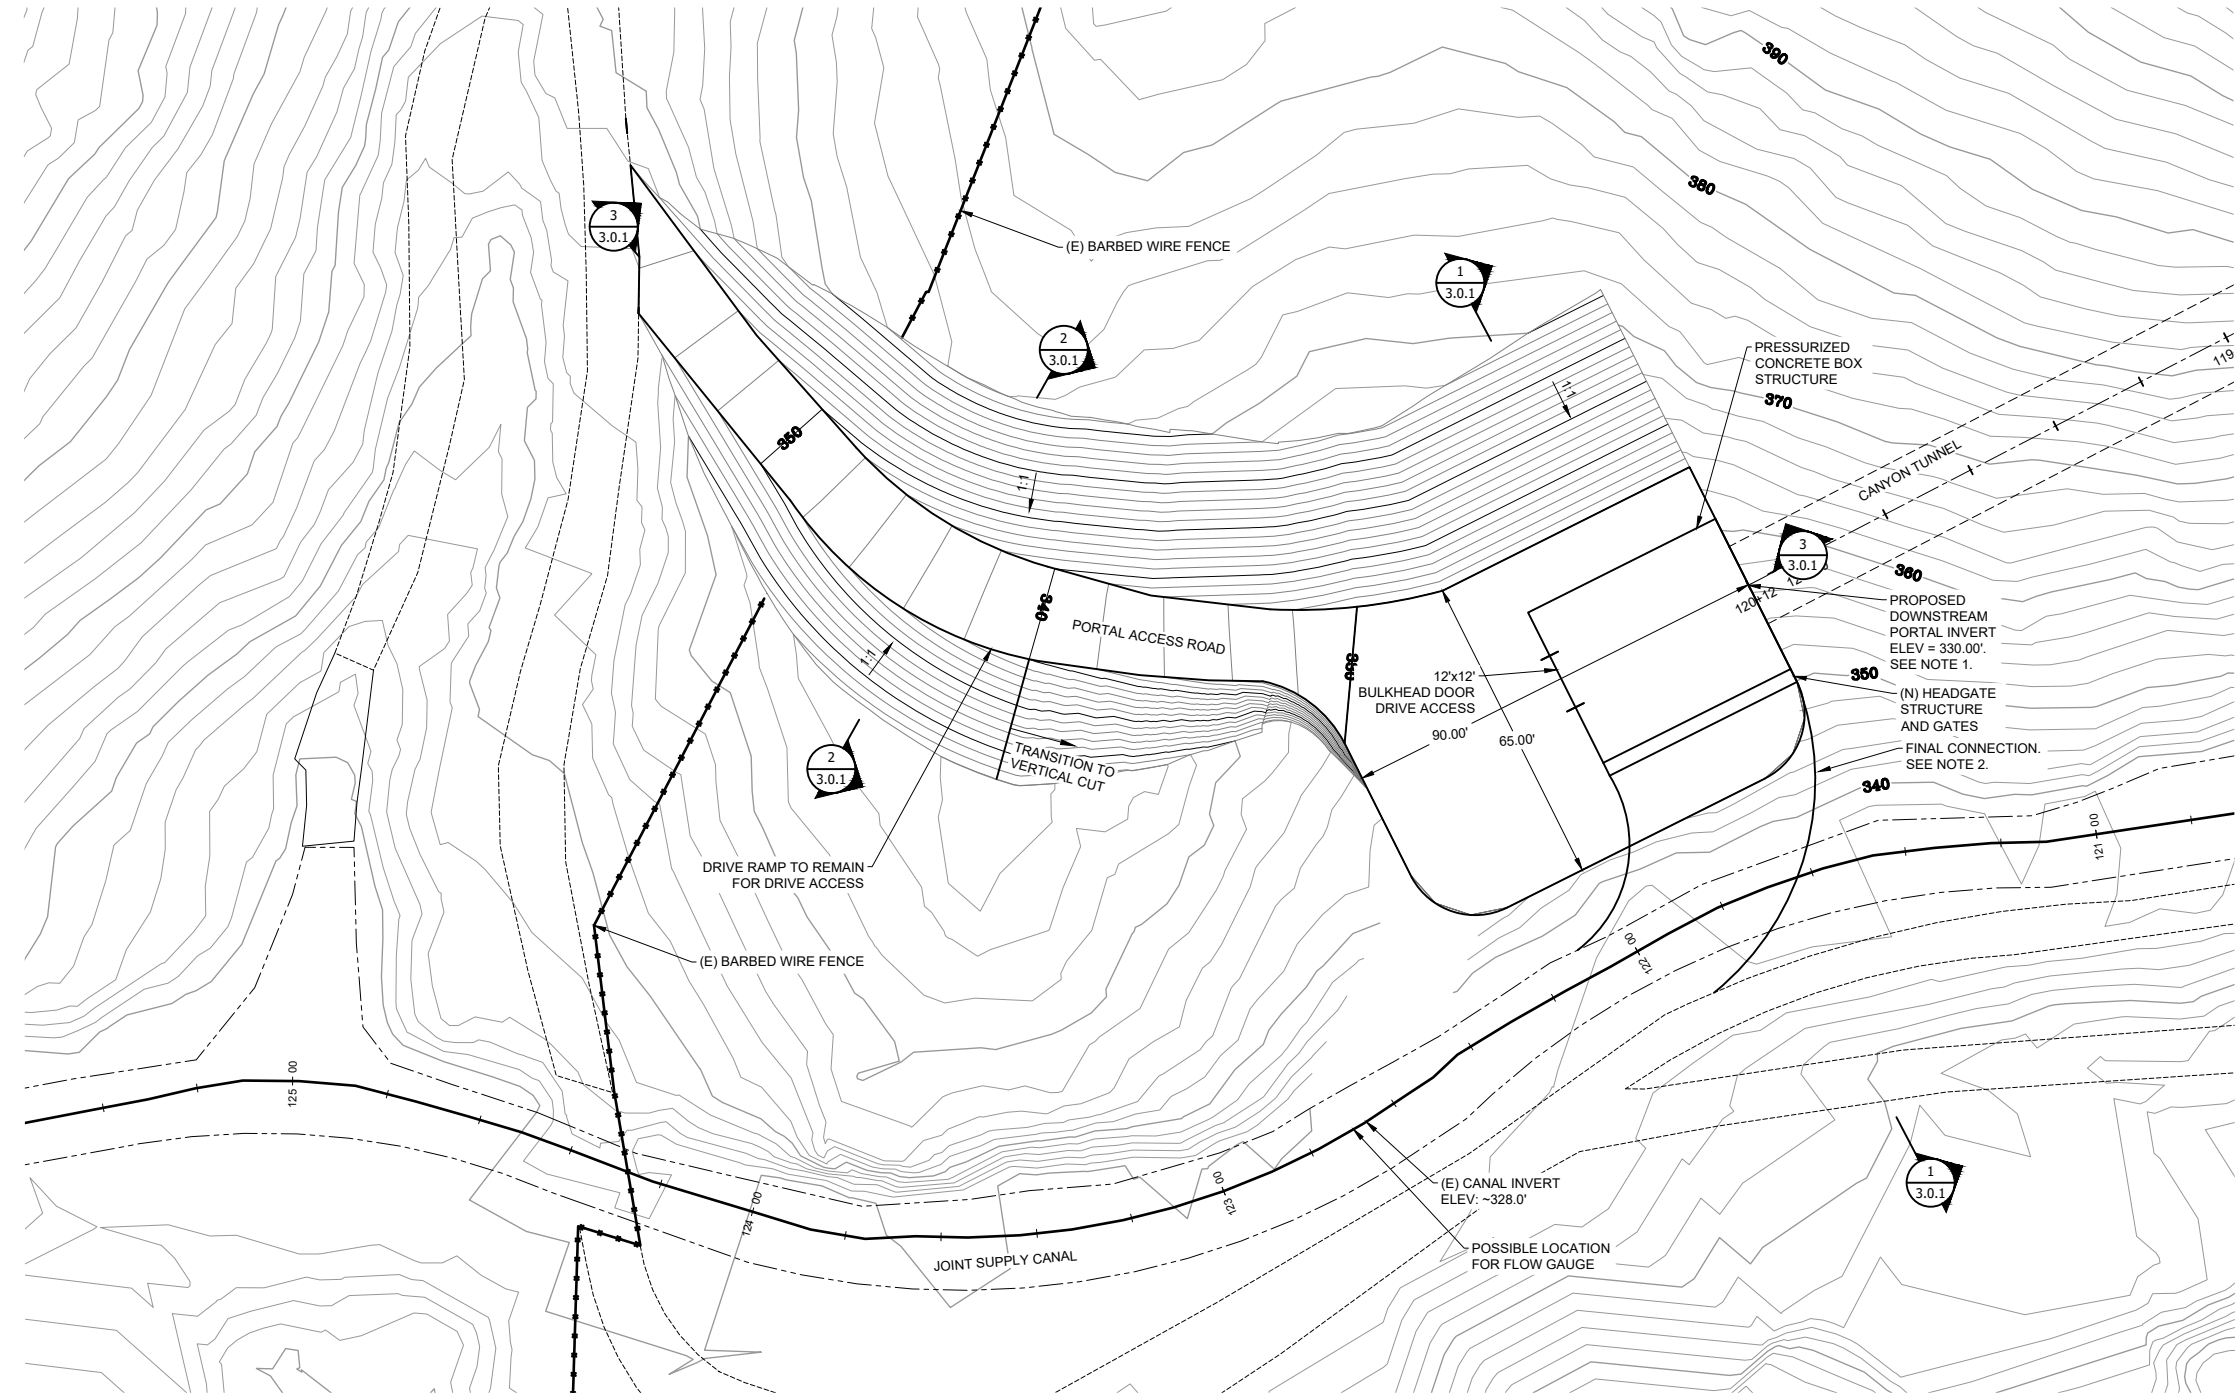 390
380
3
3.0.1
(E) BARBED WIRE FENCE
1
3.0.1
2
3.0.1
PRESSURIZED
CONCRETE BOX
STRUCTURE
119
1:1
370
350
CANYON TUNNEL
1:1
3
3.0.1
360
120+12
340
PORTAL ACCESS ROAD
PROPOSED
DOWNSTREAM
PORTAL INVERT
ELEV = 330.00'.
SEE NOTE 1.
1:1
12'x12'
BULKHEAD DOOR
DRIVE ACCESS
350
(N) HEADGATE
STRUCTURE
AND GATES
90.00'
65.00'
FINAL CONNECTION.
SEE NOTE 2.
TRANSITION TO
VERTICAL CUT
2
3.0.1
340
121+00
DRIVE RAMP TO REMAIN
FOR DRIVE ACCESS
122+00
(E) BARBED WIRE FENCE
125+00
(E) CANAL INVERT
ELEV: ~328.0'
1
3.0.1
123+00
124+00
JOINT SUPPLY CANAL
POSSIBLE LOCATION
FOR FLOW GAUGE